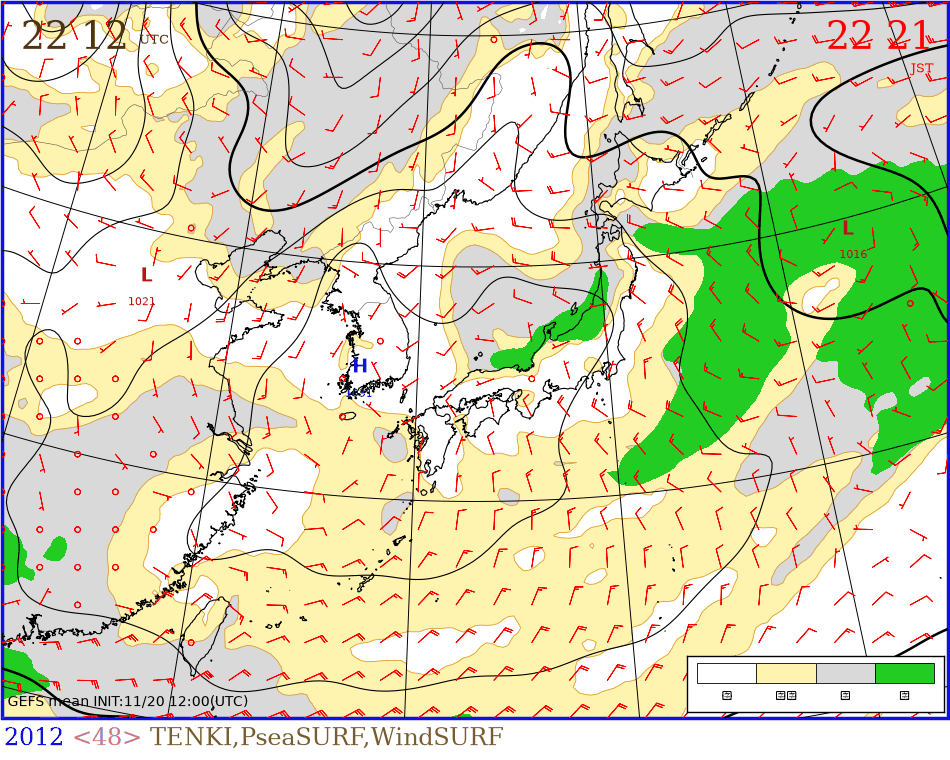 22 12 UTC
22 21
JST
L
1016
L
1021
H
GEFS mean INIT:11/20 12:00(UTC)
2012 <48> TENKI,PseaSURF,WindSURF